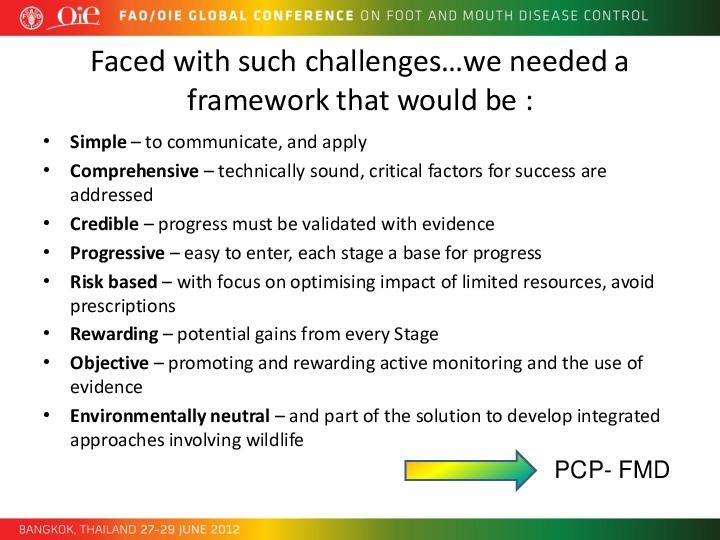 OIE FAO/OIE GLOBAL CONFERENCE ON FOOT AND MOUTH DISEASE CONTROL
Faced with such challenges…we needed a
framework that would be :
• Simple – to communicate, and apply
• Comprehensive – technically sound, critical factors for success are
addressed
• Credible – progress must be validated with evidence
• Progressive – easy to enter, each stage a base for progress
• Risk based – with focus on optimising impact of limited resources, avoid
prescriptions
• Rewarding – potential gains from every Stage
• Objective – promoting and rewarding active monitoring and the use of
evidence
• Environmentally neutral – and part of the solution to develop integrated
approaches involving wildlife
PCP- FMD
BANGKOK, THAILAND 27-29 JUNE 2012